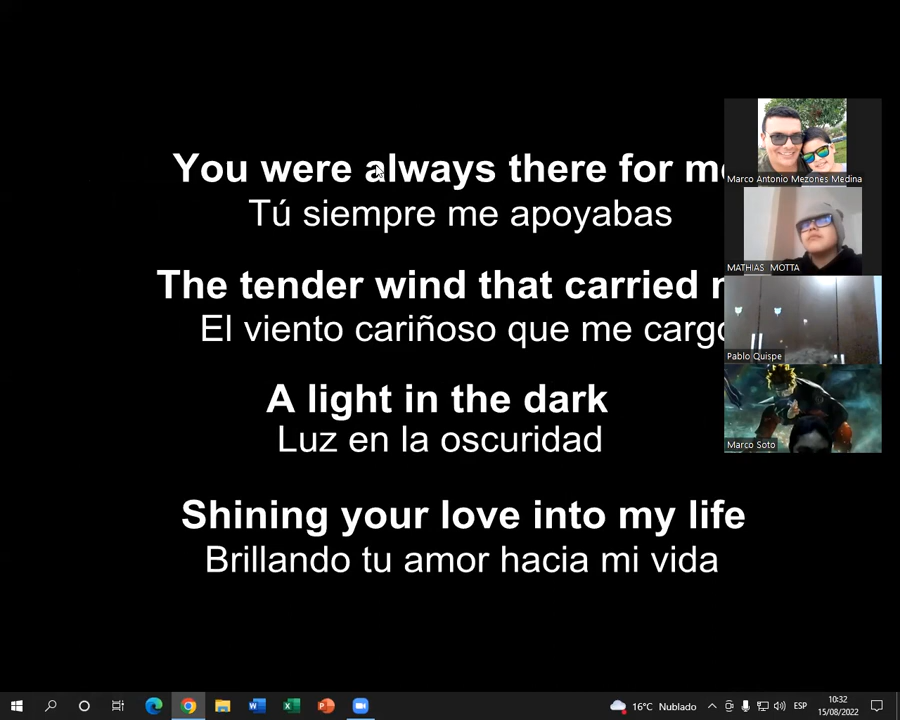 You were always there for me
Tú siempre me apoyabas
The tender wind that carried
El viento cariñoso que me cargo
A light in the dark
Luz en la oscuridad
Shining your love into my life
Brillando tu amor hacia mi vida
Marco Antonio Mezones Medina
MATHIAS MOTTA
Pablo Quispe
Marco Soto
16°C Nublado
ESP
10:32
15/08/2022